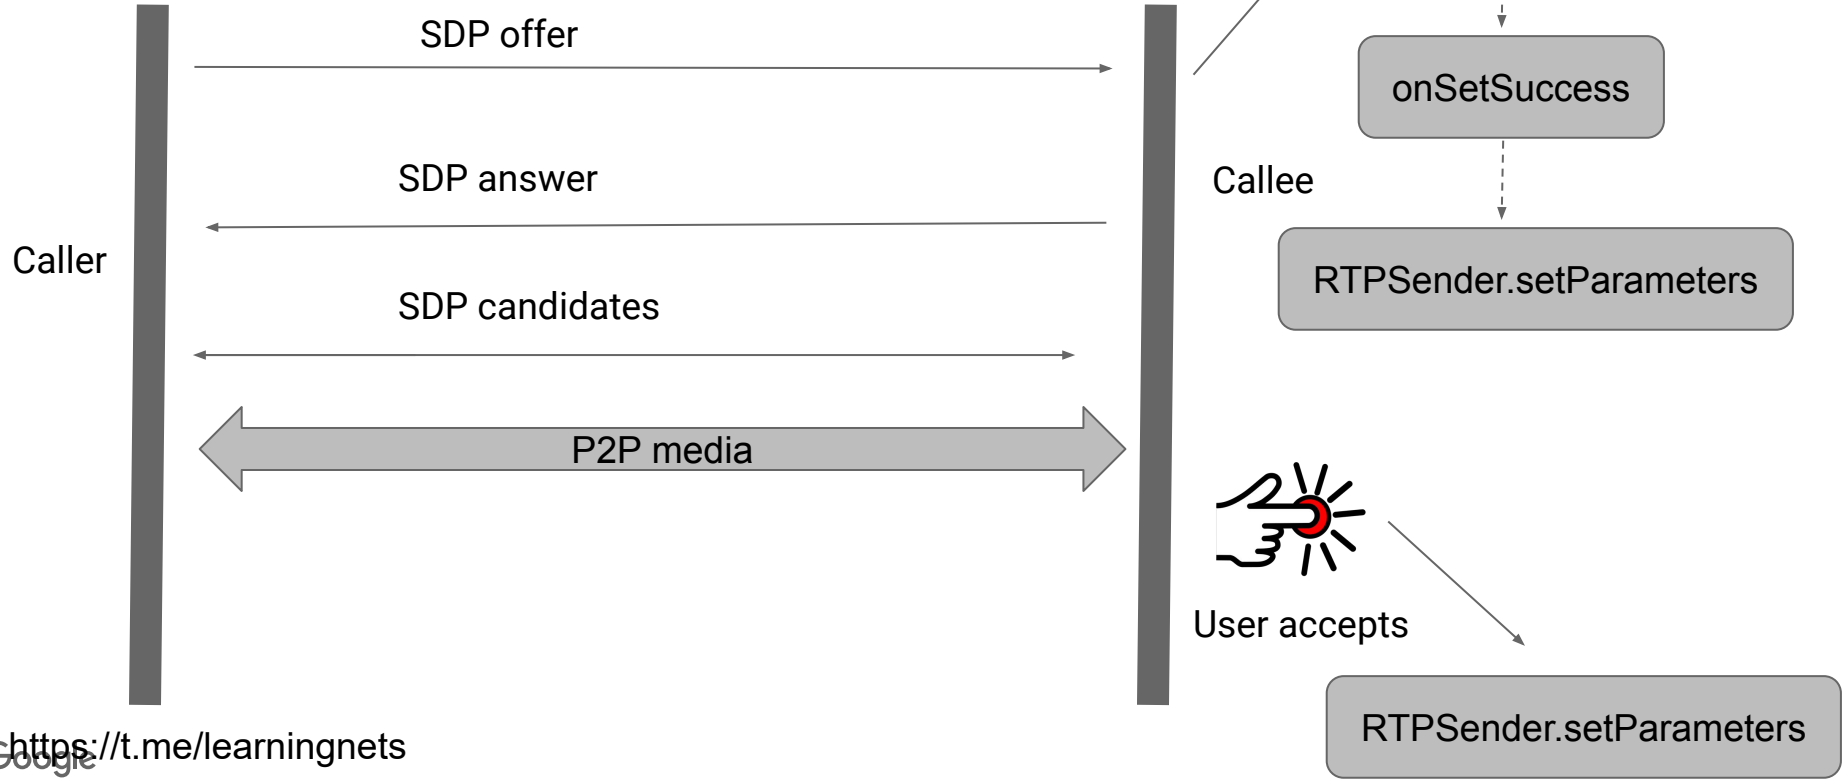 SDP offer
onSetSuccess
SDP answer
Callee
Caller
RTPSender.setParameters
SDP candidates
P2P media
User accepts
RTPSender.setParameters
https://t.me/learningnets
Google